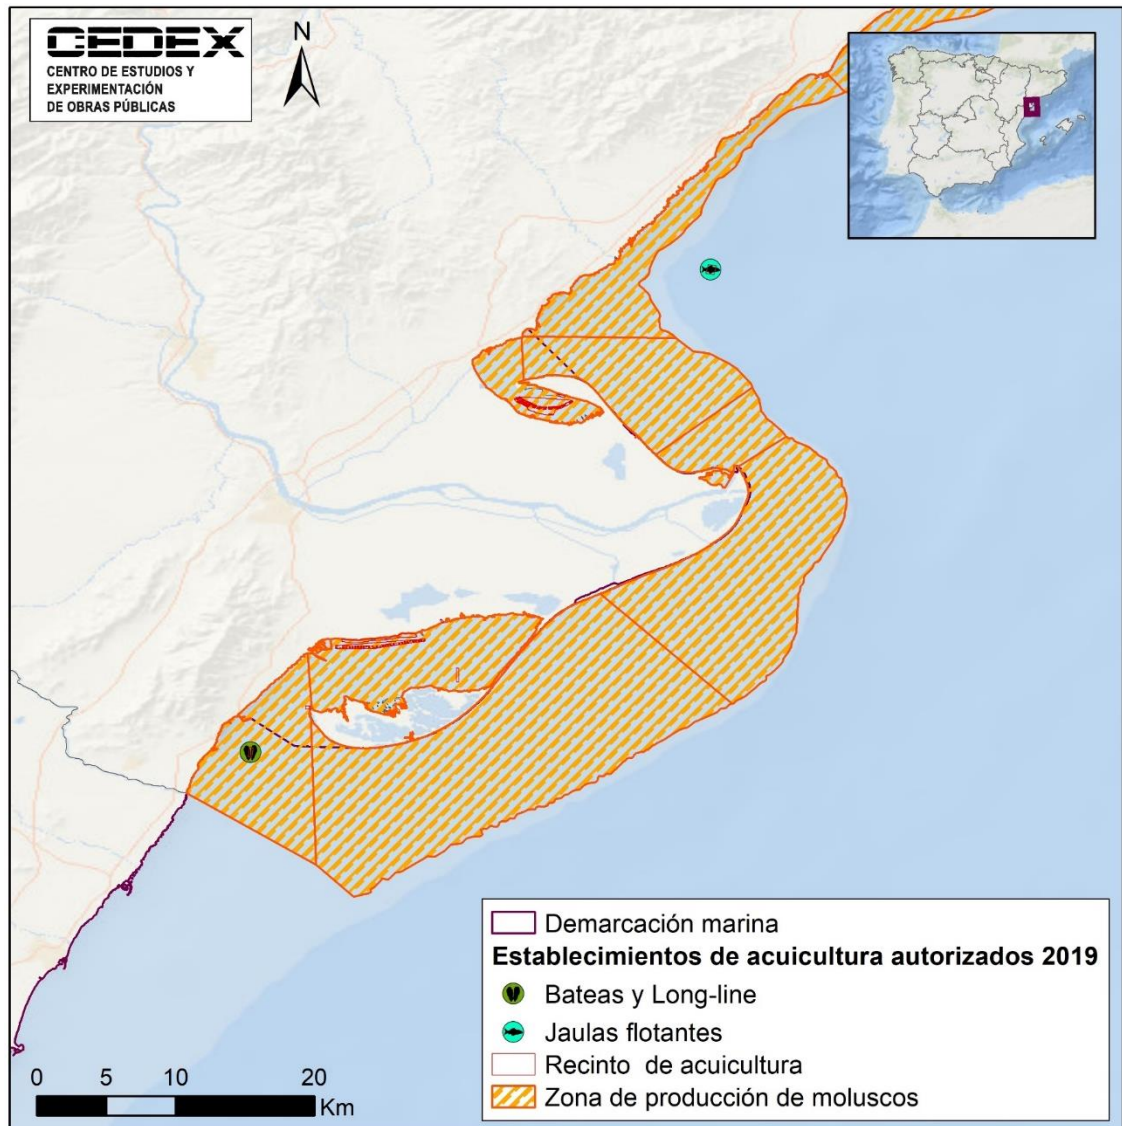 CEDEX
CENTRO DE ESTUDIOS Y
EXPERIMENTACIÓN
DE OBRAS PÚBLICAS
N
Demarcación marina
Establecimientos de acuicultura autorizados 2019
Bateas y Long-line
Jaulas flotantes
Recinto de acuicultura
Zona de producción de moluscos
0 5 10 20
Km